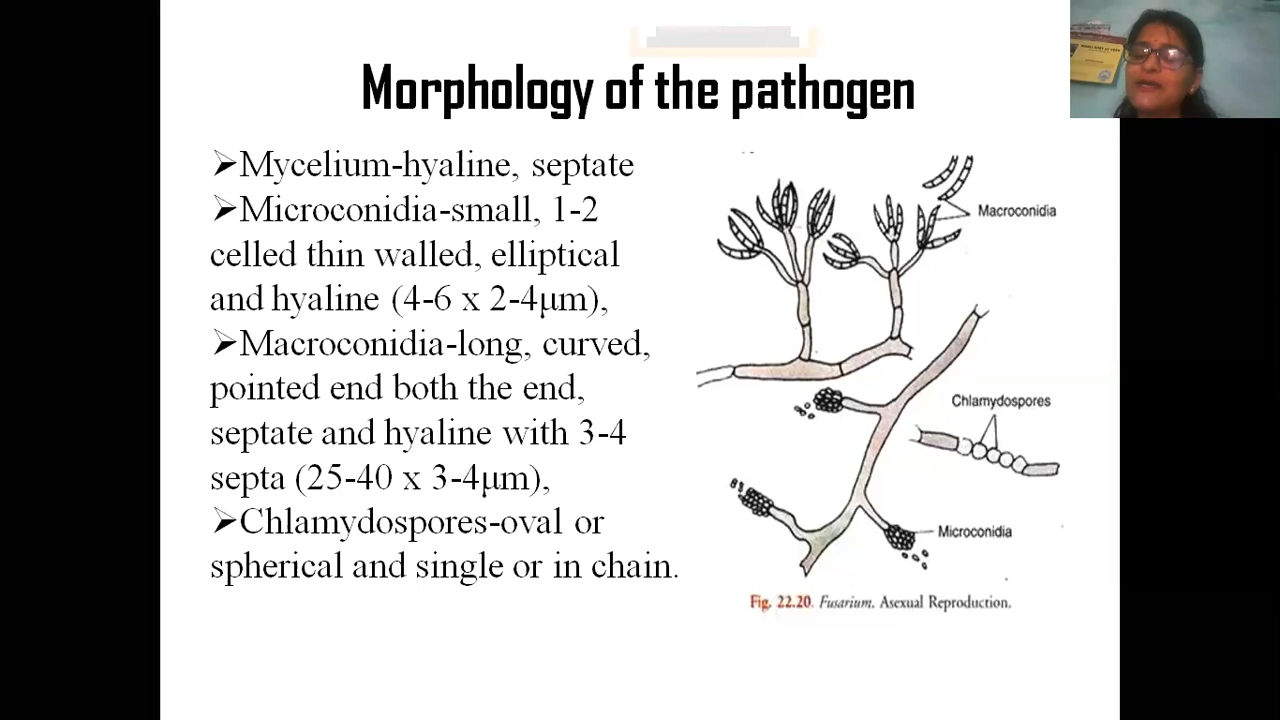 Morphology of the pathogen
➢Mycelium-hyaline, septate
➢Microconidia-small, 1-2
celled thin walled, elliptical
and hyaline (4-6 x 2-4μm),
➢Macroconidia-long, curved,
pointed end both the end,
septate and hyaline with 3-4
septa (25-40 x 3-4μm),
➢Chlamydospores-oval or
spherical and single or in chain.
Macroconidia
Chlamydospores
Microconidia
Fig. 22.20. Fusarium. Asexual Reproduction.